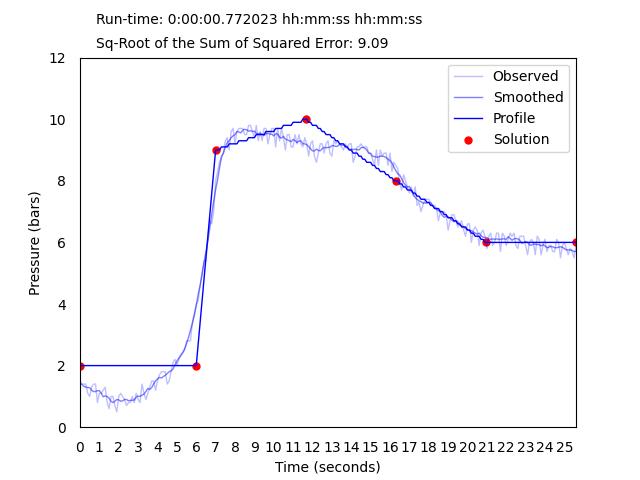 Run-time: 0:00:00.772023 hh:mm:ss hh:mm:ss
Sq-Root of the Sum of Squared Error: 9.09
Observed
Smoothed
Profile
Solution
Pressure (bars)
12
10
8
6
4
2
0
0 1 2 3 4 5 6 7 8 9 10 11 12 13 14 15 16 17 18 19 20 21 22 23 24 25
Time (seconds)